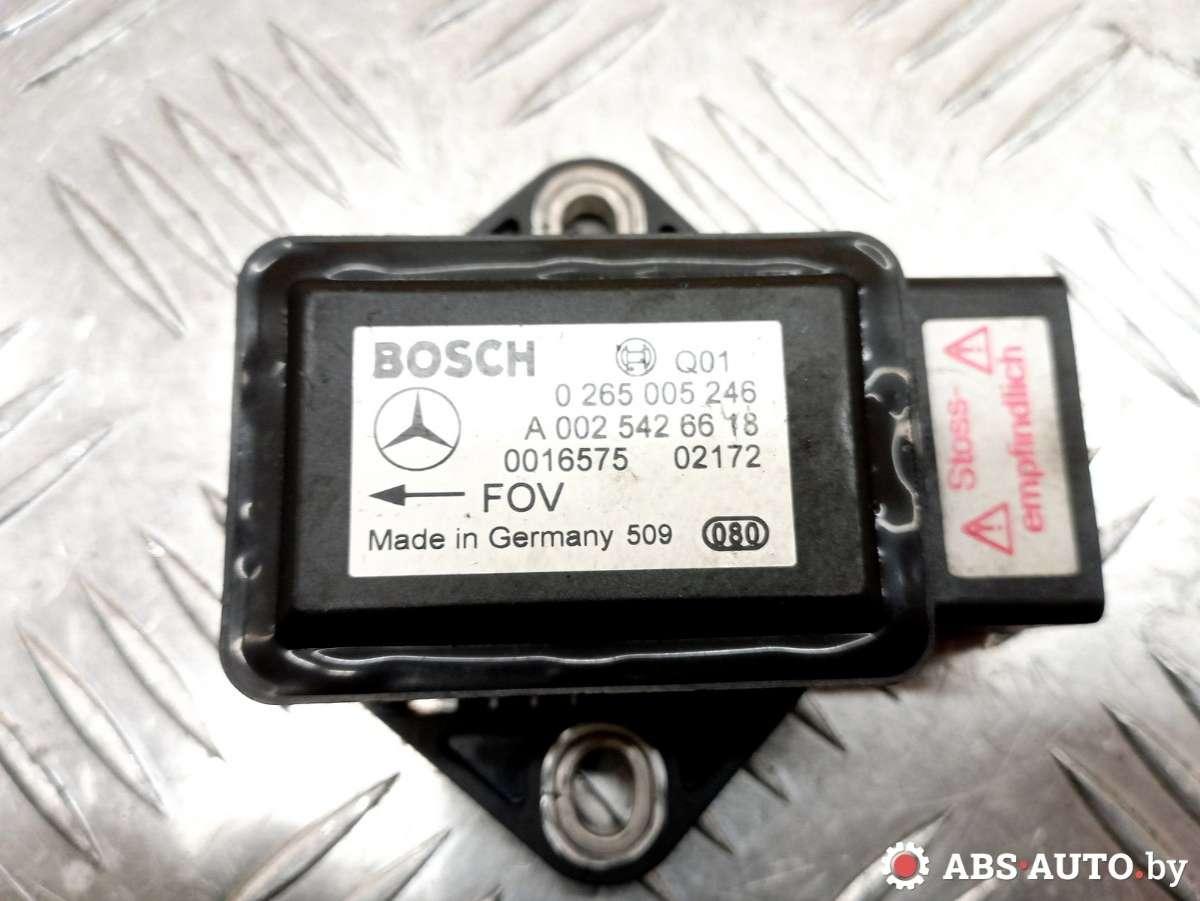 BOSCH Q01
0 265 005 246
A 002 542 66 18
0016575 02172
FOV
Made in Germany 509 080
Stoss-
empfindlich
ABS-AUTO.by